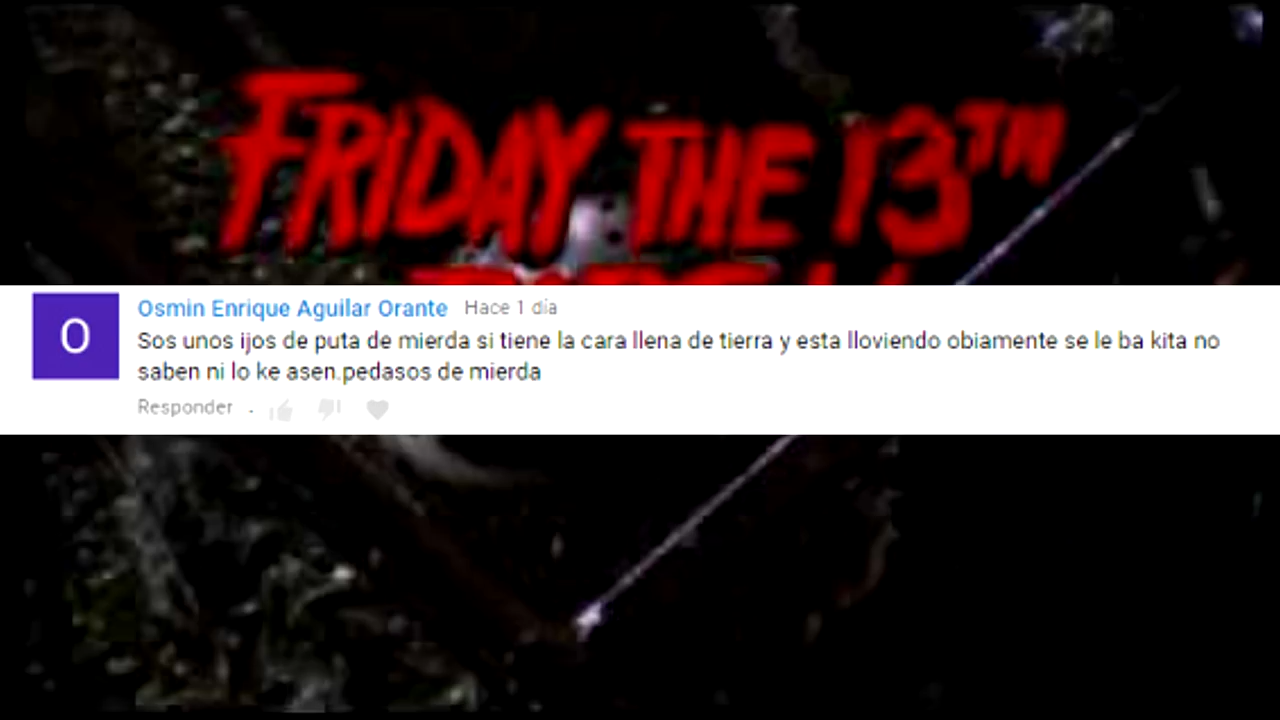 FRIDAY THE 13TH
Osmin Enrique Aguilar Orante Hace 1 día
Sos unos ijos de puta de mierda si tiene la cara llena de tierra y esta lloviendo obiamente se le ba kita no
saben ni lo ke asen.pedasos de mierda
Responder .
O